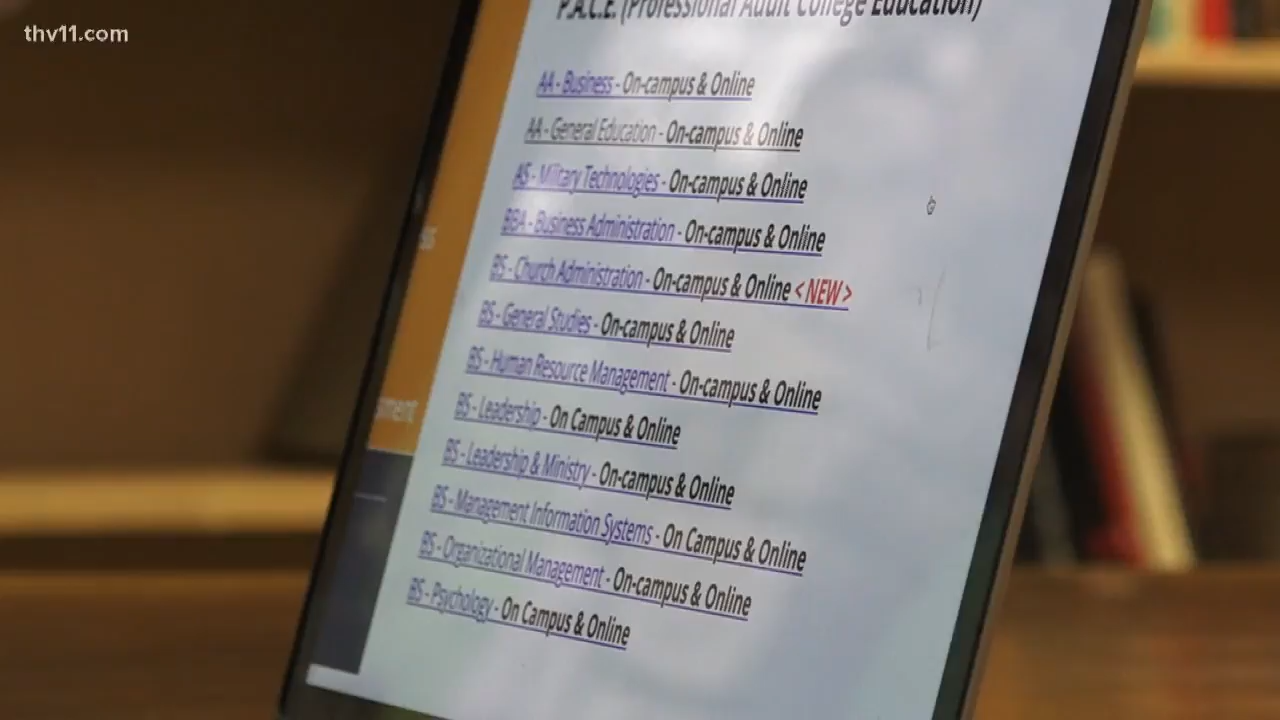 thv11.com
P.A.C.E. (Professional Adult College Education)
AA - Business - On-campus & Online
AA - General Education - On-campus & Online
AS - Military Technologies - On-campus & Online
BBA - Business Administration - On-campus & Online
BS - Church Administration - On-campus & Online <NEW>
BS - General Studies - On-campus & Online
BS - Human Resource Management - On-campus & Online
BS - Leadership - On Campus & Online
BS - Leadership & Ministry - On-campus & Online
BS - Management Information Systems - On Campus & Online
BS - Organizational Management - On-campus & Online
BS - Psychology - On Campus & Online